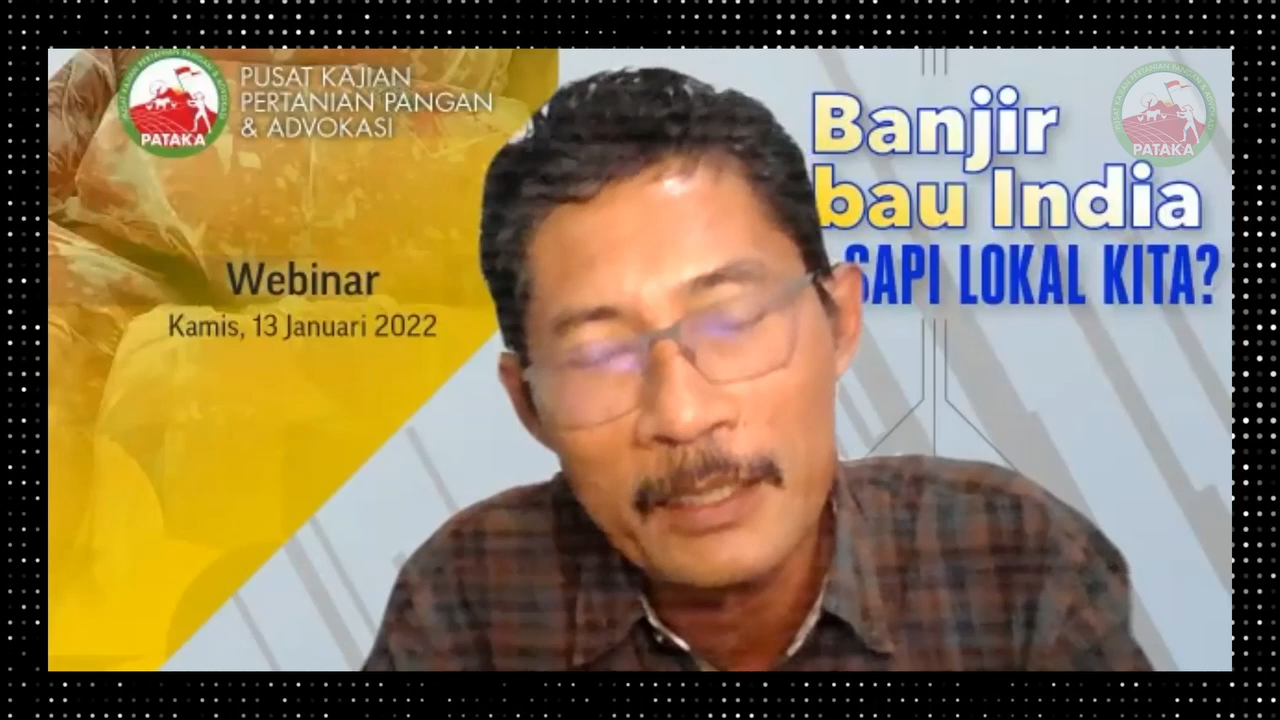 PUSAT KAJIAN
PERTANIAN PANGAN
& ADVOKASI
PATAKA
Webinar
Kamis, 13 Januari 2022
Banjir
bau India
SAPI LOKAL KITA?
PATAKA